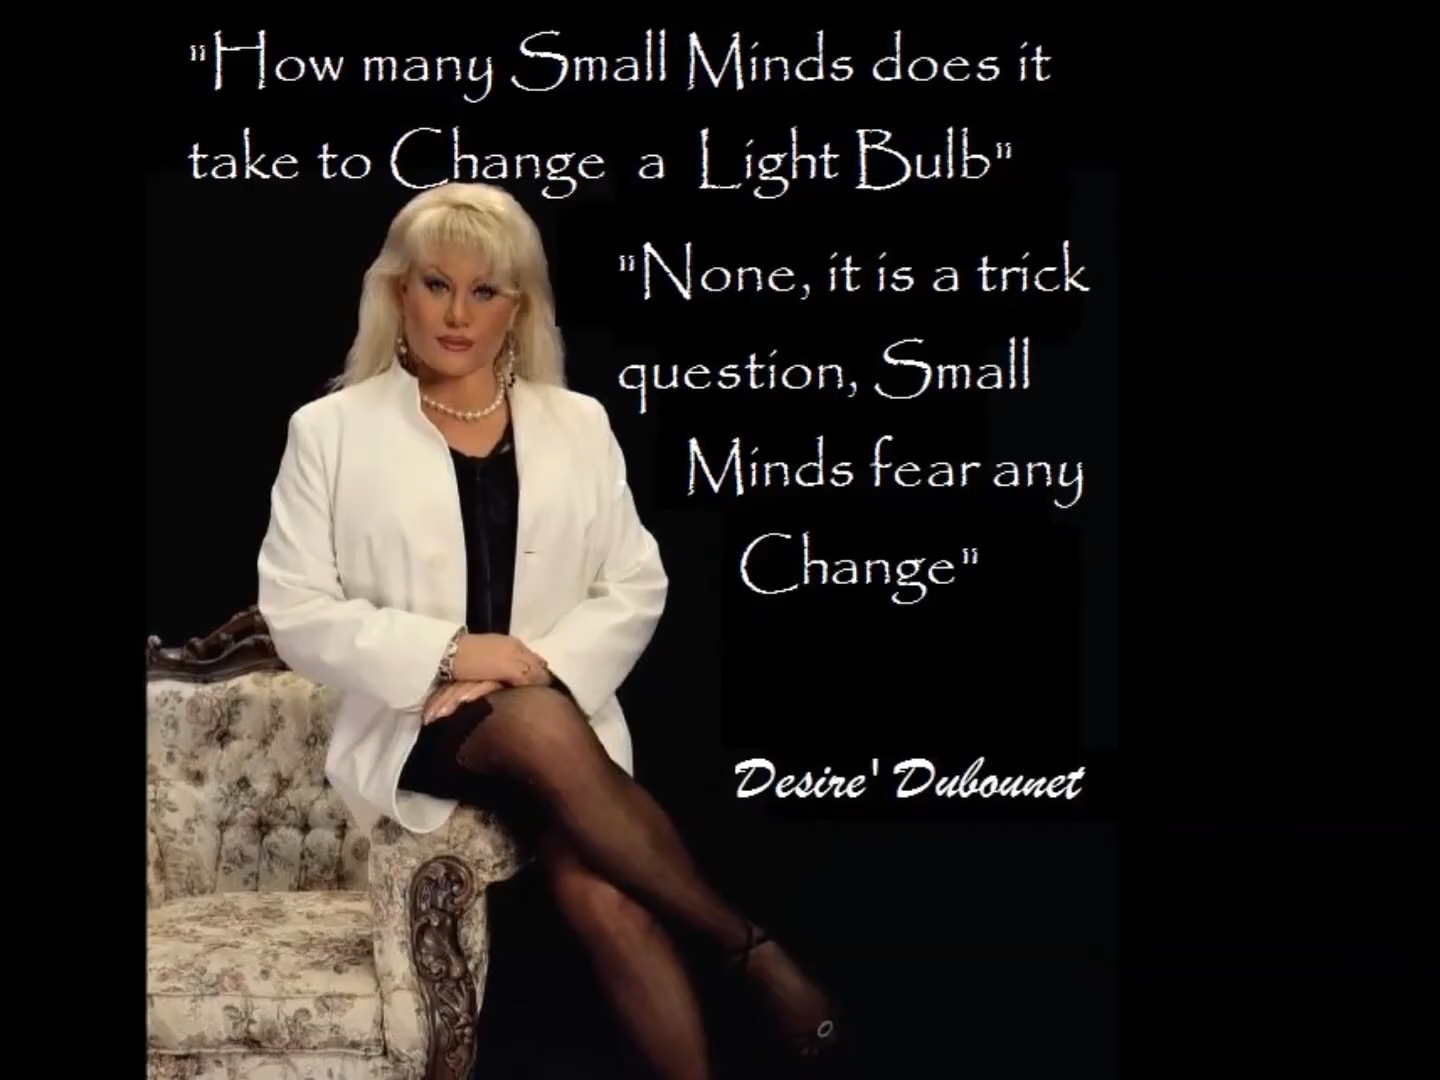 "How many Small Minds does it
take to Change a Light Bulb"
"None, it is a trick
question, Small
Minds fear any
Change"
Desire' Dubounet